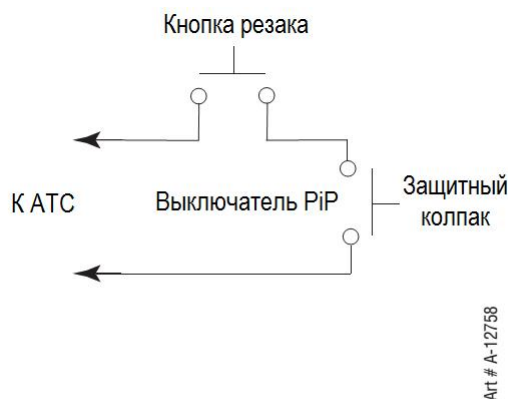 Кнопка резака
К АТС
Выключатель PiP
Защитный
колпак
Art # A-12758